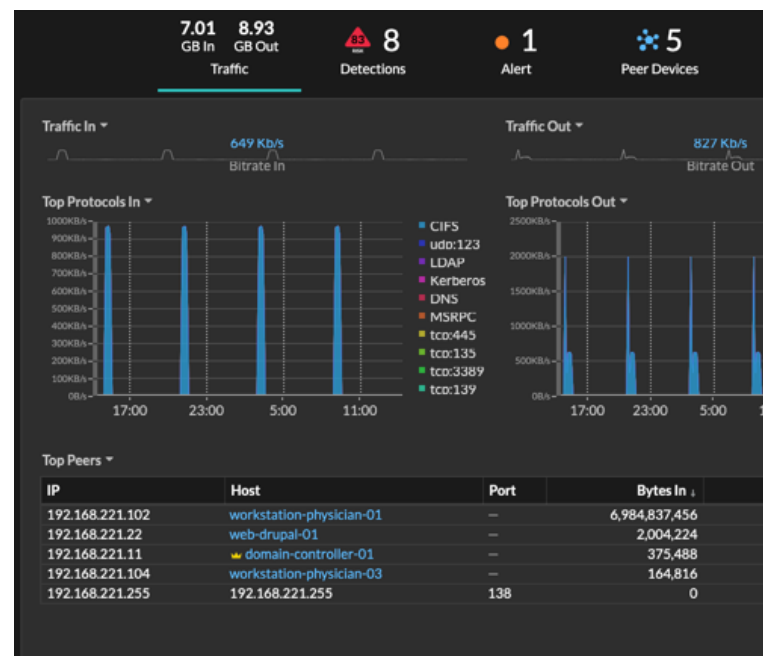 7.01 8.93
GB In GB Out
Traffic
83
RISK
8
Detections
1
Alert
5
Peer Devices
Traffic In
649 Kb/s
Bitrate In
Traffic Out
827 Kb/s
Bitrate Out
Top Protocols In
1000KB/s
900KB/s
800KB/s
700KB/s
600KB/s
500KB/s
400KB/s
300KB/s
200KB/s
100KB/s
0B/s
17:00 23:00 5:00 11:00
CIFS
udp:123
LDAP
Kerberos
DNS
MSRPC
tcp:445
tcp:135
tcp:3389
tcp:139
Top Protocols Out
2500KB/s
2000KB/s
1500KB/s
1000KB/s
500KB/s
0B/s
17:00 23:00 5:00 1
Top Peers
IP Host Port Bytes In ↓
192.168.221.102 workstation-physician-01 — 6,984,837,456
192.168.221.22 web-drupal-01 — 2,004,224
192.168.221.11 domain-controller-01 — 375,488
192.168.221.104 workstation-physician-03 — 164,816
192.168.221.255 192.168.221.255 138 0